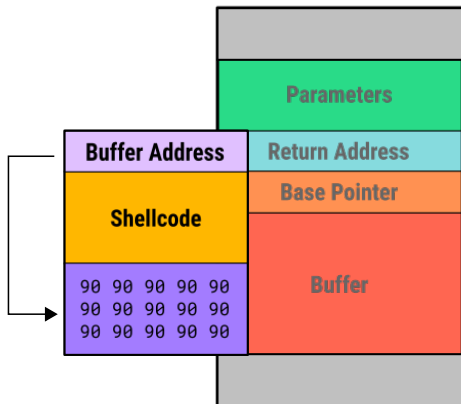 Parameters
Buffer Address
Return Address
Base Pointer
Shellcode
Buffer
90 90 90 90 90
90 90 90 90 90
90 90 90 90 90